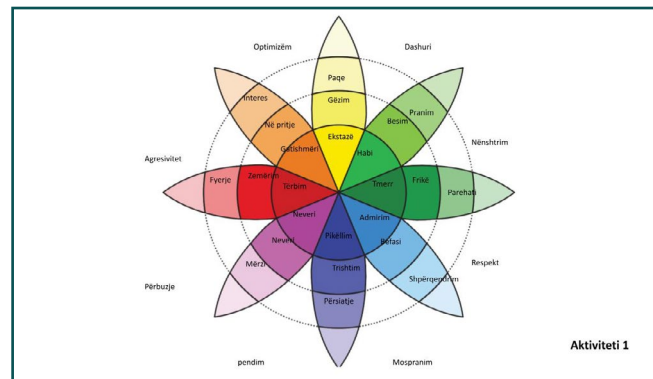 Optimizëm
Dashuri
Paqe
Interes
Gëzim
Pranim
Në pritje
Besim
Ekstazë
Nënshtrim
Gatishmëri
Habi
Agresivitet
Fyerje
Zemërim
Tërbim
Tmerr
Frikë
Parehati
Neveri
Admirim
Neveri
Pikëllim
Befasi
Mërzi
Trishtim
Respekt
Shpërqendrim
Përbuzje
Përsiatje
Aktiviteti 1
pendim
Mospranim